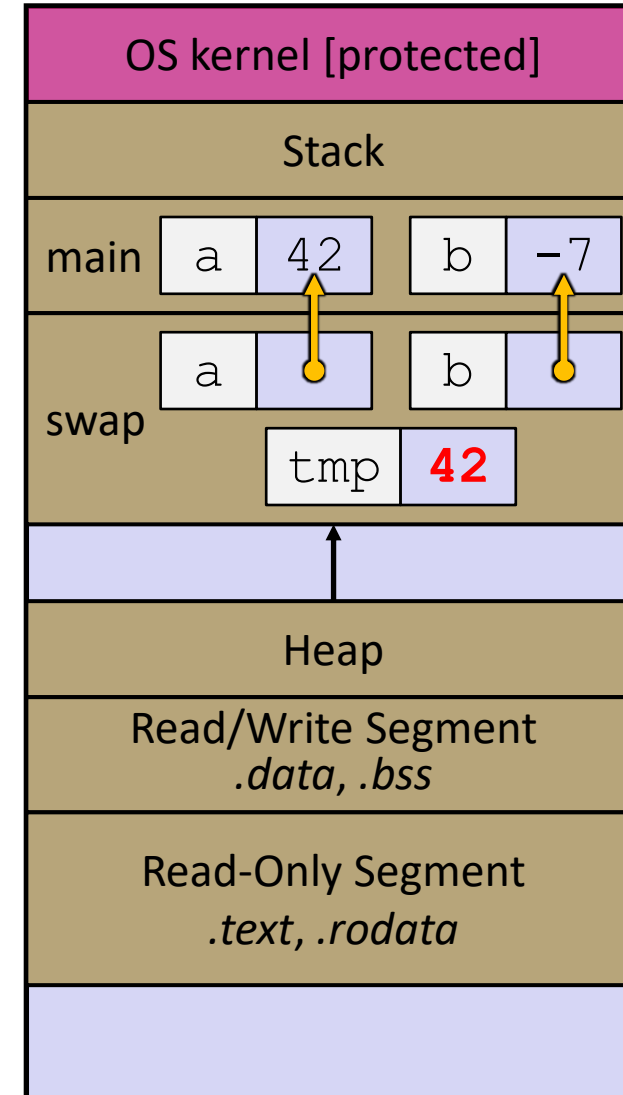 OS kernel [protected]
Stack
main a 42 b -7
a b
swap
tmp 42
Heap
Read/Write Segment
.data, .bss
Read-Only Segment
.text, .rodata